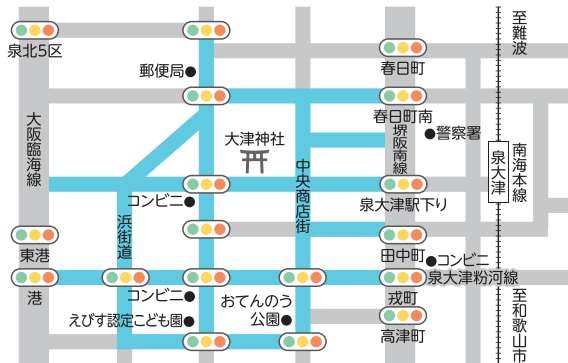 至難波
泉北5区
春日町
郵便局
春日町南
大阪臨海線
大津神社
堺阪南線
警察署
泉大津
南海本線
中央商店街
コンビニ
泉大津駅下り
浜街道
東港
田中町
コンビニ
港
戎町
泉大津粉河線
コンビニ
おてんのう
公園
えびす認定こども園
高津町
至和歌山市